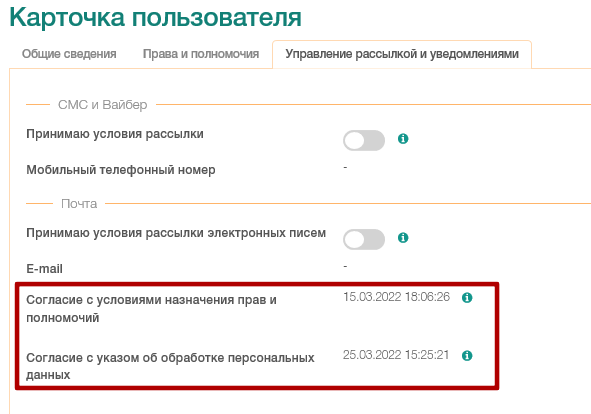 Карточка пользователя
Общие сведения Права и полномочия Управление рассылкой и уведомлениями
СМС и Вайбер
Принимаю условия рассылки
Мобильный телефонный номер -
Почта
Принимаю условия рассылки электронных писем
E-mail -
Согласие с условиями назначения прав и 15.03.2022 18:06:26
полномочий
Согласие с указом об обработке персональных 25.03.2022 15:25:21
данных